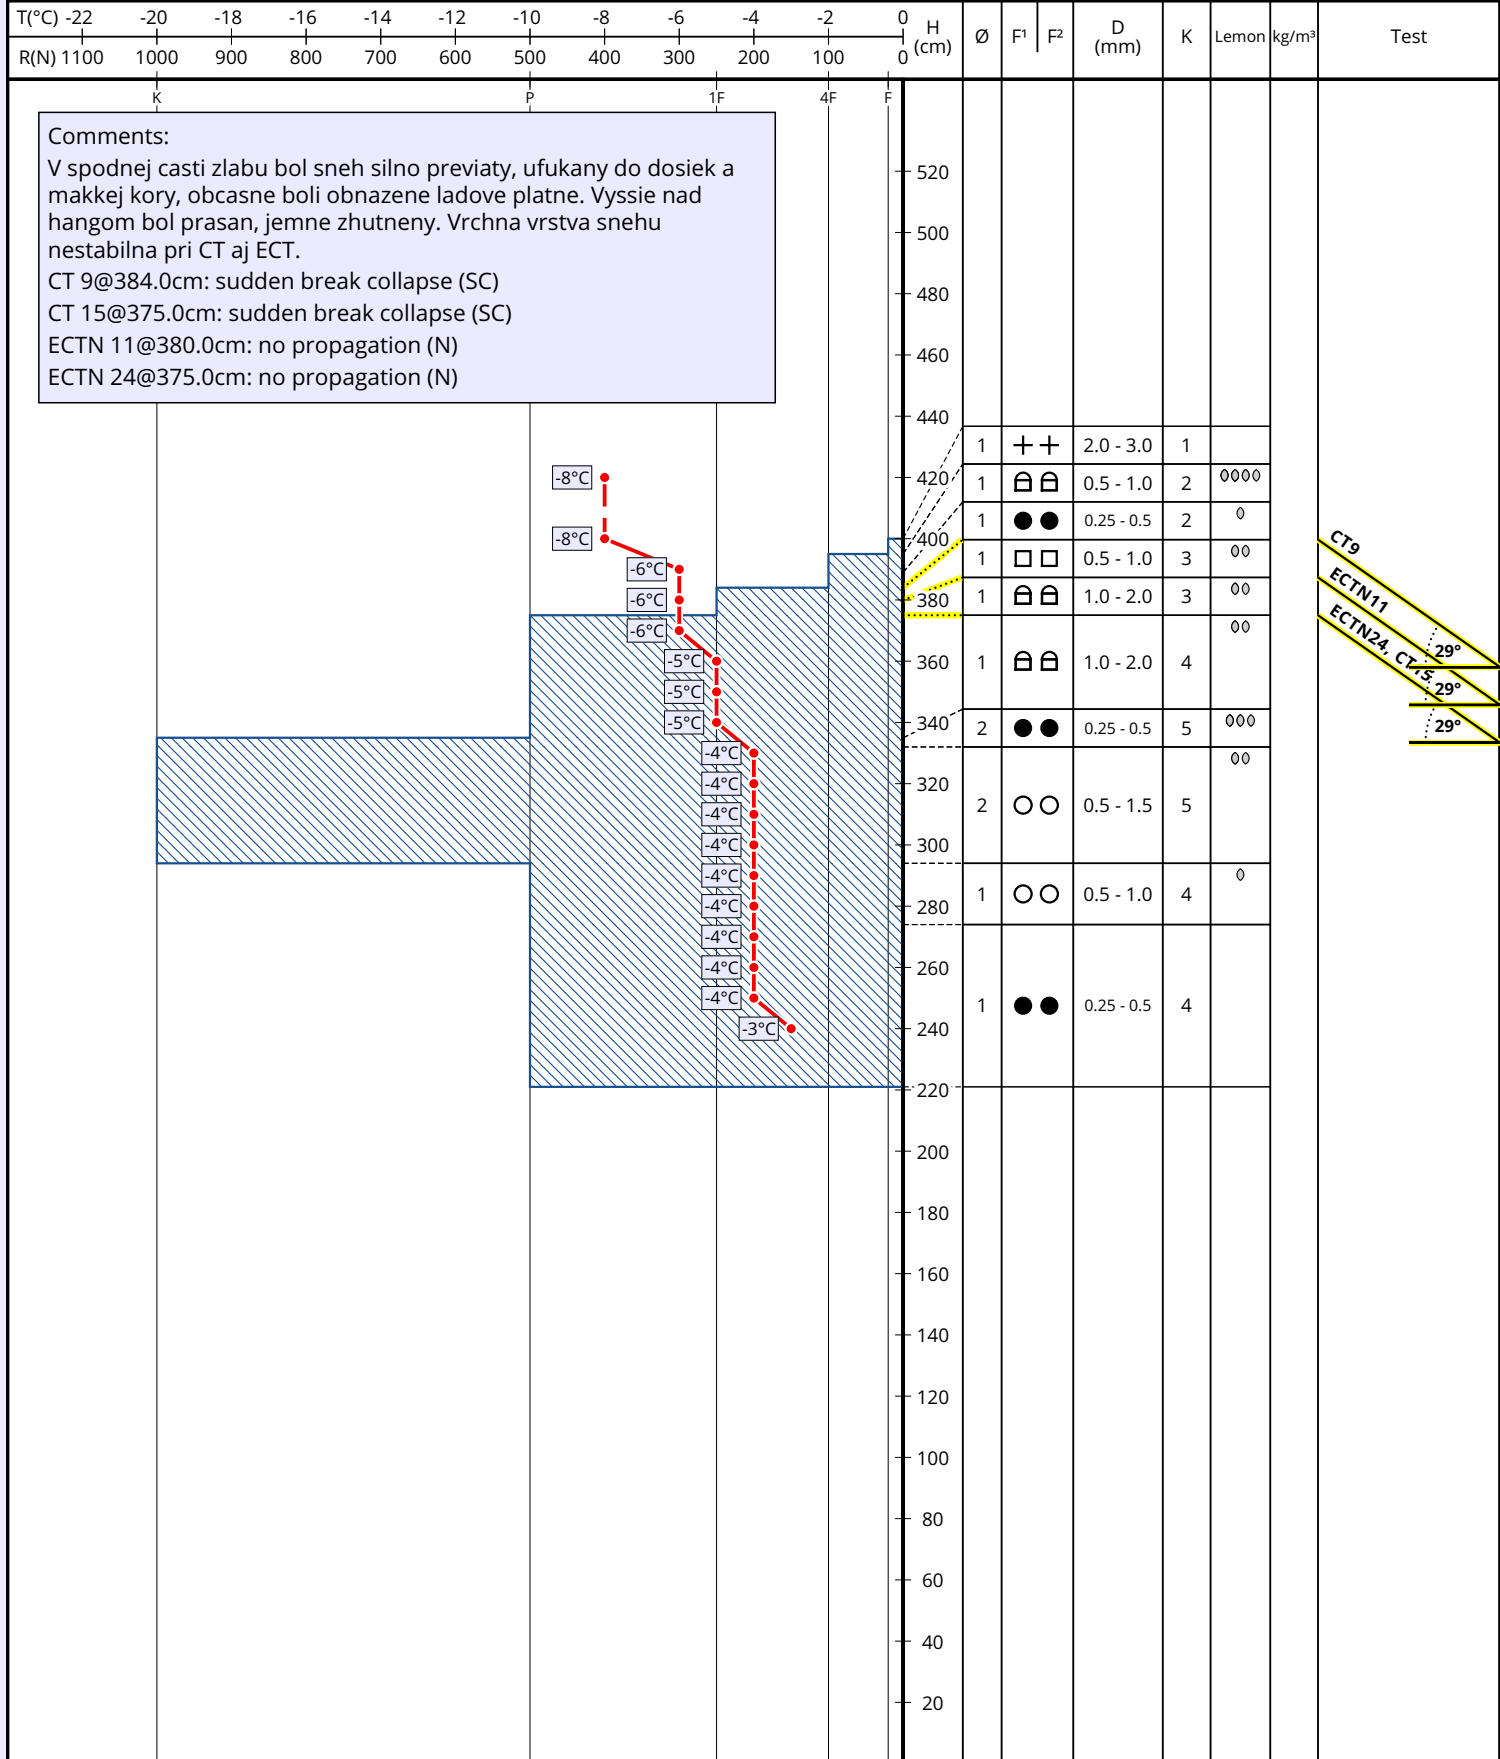 T(°C) -22 -20 -18 -16 -14 -12 -10 -8 -6 -4 -2 0
R(N) 1100 1000 900 800 700 600 500 400 300 200 100 0
H (cm) Ø F¹ F² D (mm) K Lemon kg/m³ Test
K P 1F 4F F
Comments:
V spodnej casti zlabu bol sneh silno previaty, ufukany do dosiek a
makkej kory, obcasne boli obnazene ladove platne. Vyssie nad
hangom bol prasan, jemne zhutneny. Vrchna vrstva snehu
nestabilna pri CT aj ECT.
CT 9@384.0cm: sudden break collapse (SC)
CT 15@375.0cm: sudden break collapse (SC)
ECTN 11@380.0cm: no propagation (N)
ECTN 24@375.0cm: no propagation (N)
520
500
480
460
440
420
400
380
360
340
320
300
280
260
240
220
200
180
160
140
120
100
80
60
40
20
-8°C
-8°C
-6°C
-6°C
-6°C
-5°C
-5°C
-5°C
-4°C
-4°C
-4°C
-4°C
-4°C
-4°C
-4°C
-4°C
-4°C
-3°C
1 2.0 - 3.0 1
1 0.5 - 1.0 2
1 0.25 - 0.5 2
1 0.5 - 1.0 3
1 1.0 - 2.0 3
1 1.0 - 2.0 4
2 0.25 - 0.5 5
2 0.5 - 1.5 5
1 0.5 - 1.0 4
1 0.25 - 0.5 4
CT9
ECTN11
ECTN24, CT15
29°
29°
29°